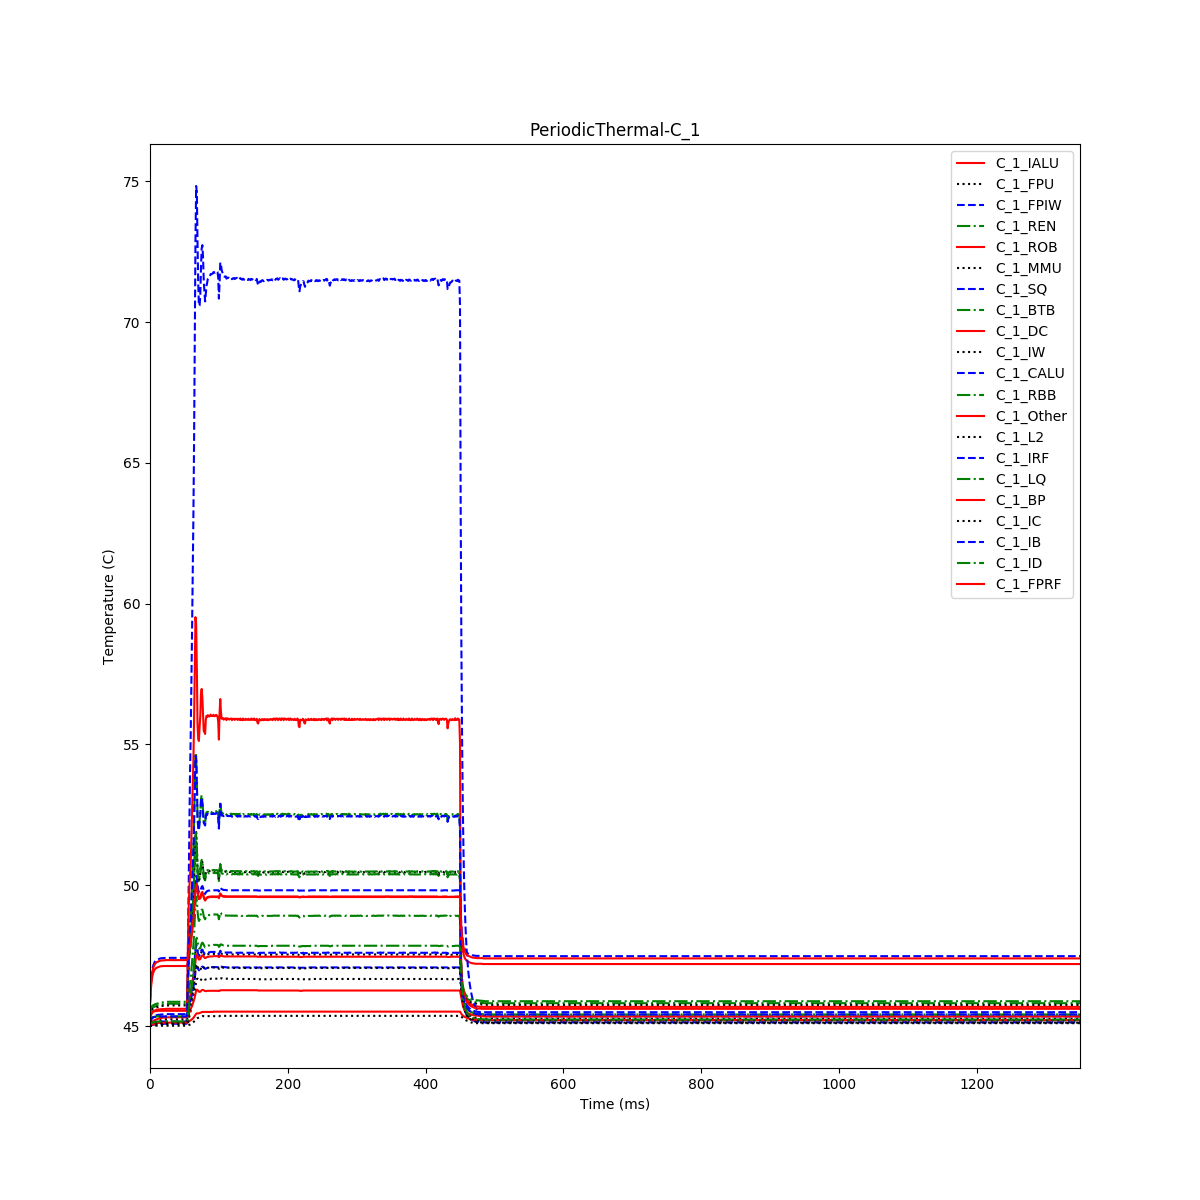 PeriodicThermal-C_1
75
70
65
60
55
50
45
Temperature (C)
0
200
400
600
800
1000
1200
Time (ms)
C_1_IALU
C_1_FPU
C_1_FPIW
C_1_REN
C_1_ROB
C_1_MMU
C_1_SQ
C_1_BTB
C_1_DC
C_1_IW
C_1_CALU
C_1_RBB
C_1_Other
C_1_L2
C_1_IRF
C_1_LQ
C_1_BP
C_1_IC
C_1_IB
C_1_ID
C_1_FPRF